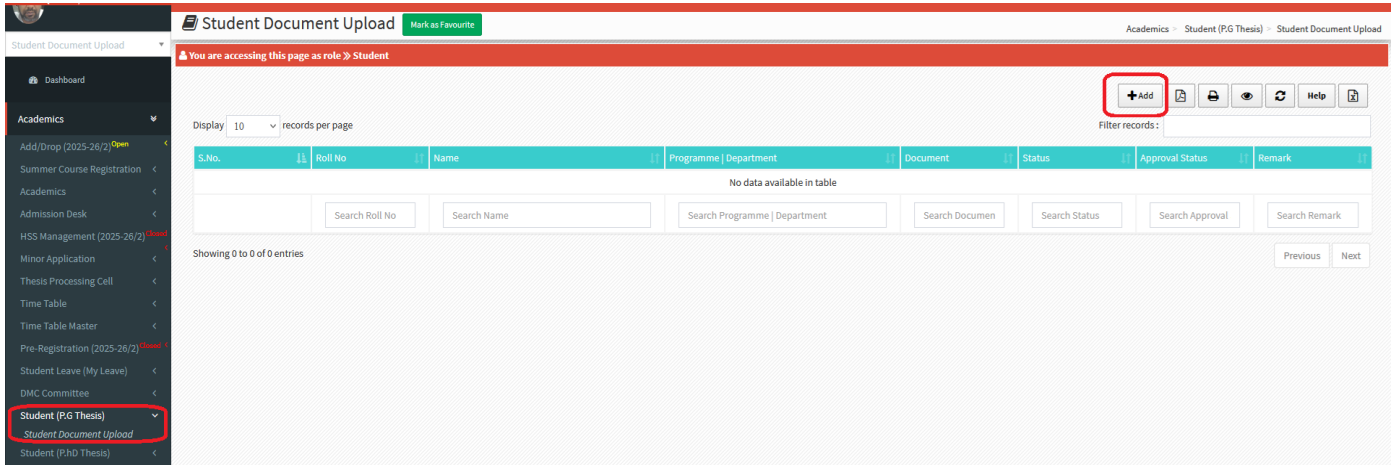 Student Document Upload
Dashboard
Academics
Add/Drop (2025-26/2)Open
Summer Course Registration
Academics
Admission Desk
HSS Management (2025-26/2)Closed
Minor Application
Thesis Processing Cell
Time Table
Time Table Master
Pre-Registration (2025-26/2)Closed
Student Leave (My Leave)
DMC Committee
Student (P.G Thesis)
Student Document Upload
Student (P.hD Thesis)
Student Document Upload Mark as Favourite
Academics > Student (P.G Thesis) > Student Document Upload
You are accessing this page as role » Student
+Add Help
Display 10 records per page Filter records :
S.No. Roll No Name Programme | Department Document Status Approval Status Remark
No data available in table
Search Roll No Search Name Search Programme | Department Search Documen Search Status Search Approval Search Remark
Showing 0 to 0 of 0 entries Previous Next